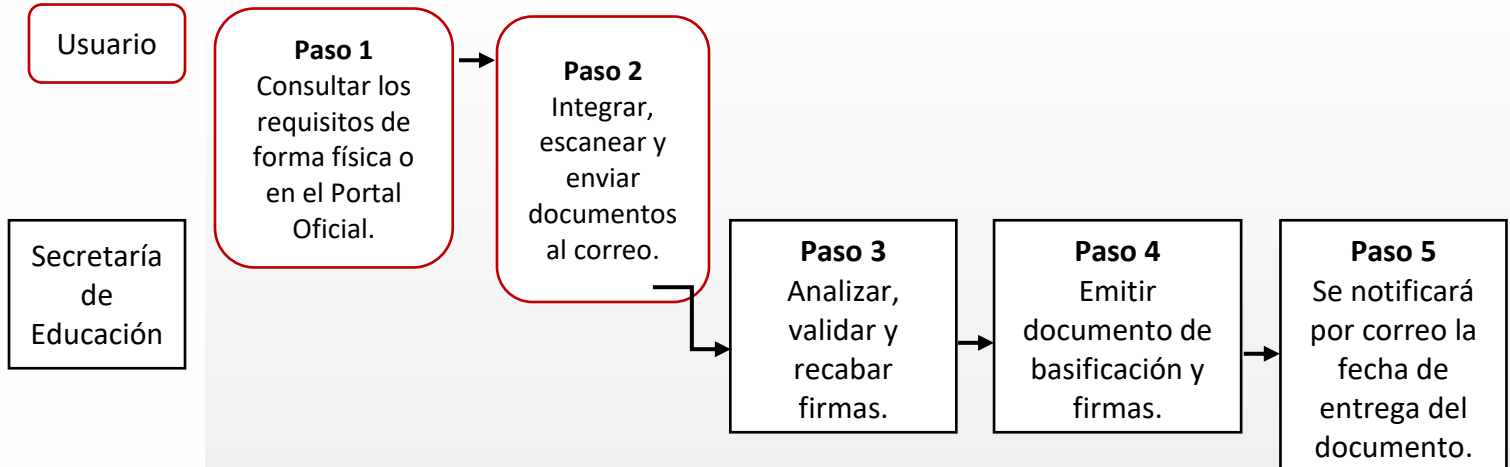 Usuario
Paso 1
Consultar los
requisitos de
forma física o
en el Portal
Oficial.
Paso 2
Integrar,
escanear y
enviar
documentos
al correo.
Secretaría
de
Educación
Paso 3
Analizar,
validar y
recabar
firmas.
Paso 4
Emitir
documento de
basificación y
firmas.
Paso 5
Se notificará
por correo la
fecha de
entrega del
documento.